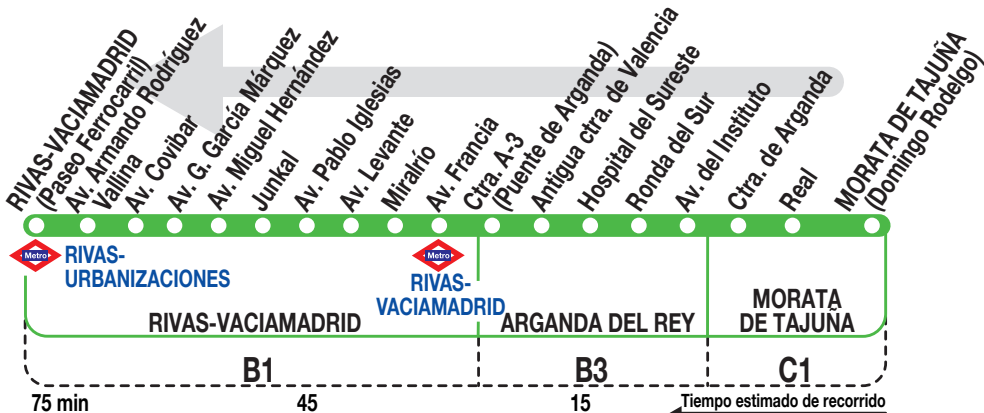 RIVAS-VACIAMADRID
(Paseo Ferrocarril)
Av. Armando Rodríguez
Vallina
Av. Covibar
Av. G. García Márquez
Av. Miguel Hernández
Junkal
Av. Pablo Iglesias
Av. Levante
Miralrío
Av. Francia
Ctra. A-3
(Puente de Arganda)
Antigua ctra. de Valencia
Hospital del Sureste
Ronda del Sur
Av. del Instituto
Ctra. de Arganda
Real
MORATA DE TAJUÑA
(Domingo Rodelgo)
Metro
RIVAS-
URBANIZACIONES
Metro
RIVAS-
VACIAMADRID
RIVAS-VACIAMADRID
ARGANDA DEL REY
MORATA
DE TAJUÑA
B1
B3
C1
75 min
45
15
Tiempo estimado de recorrido